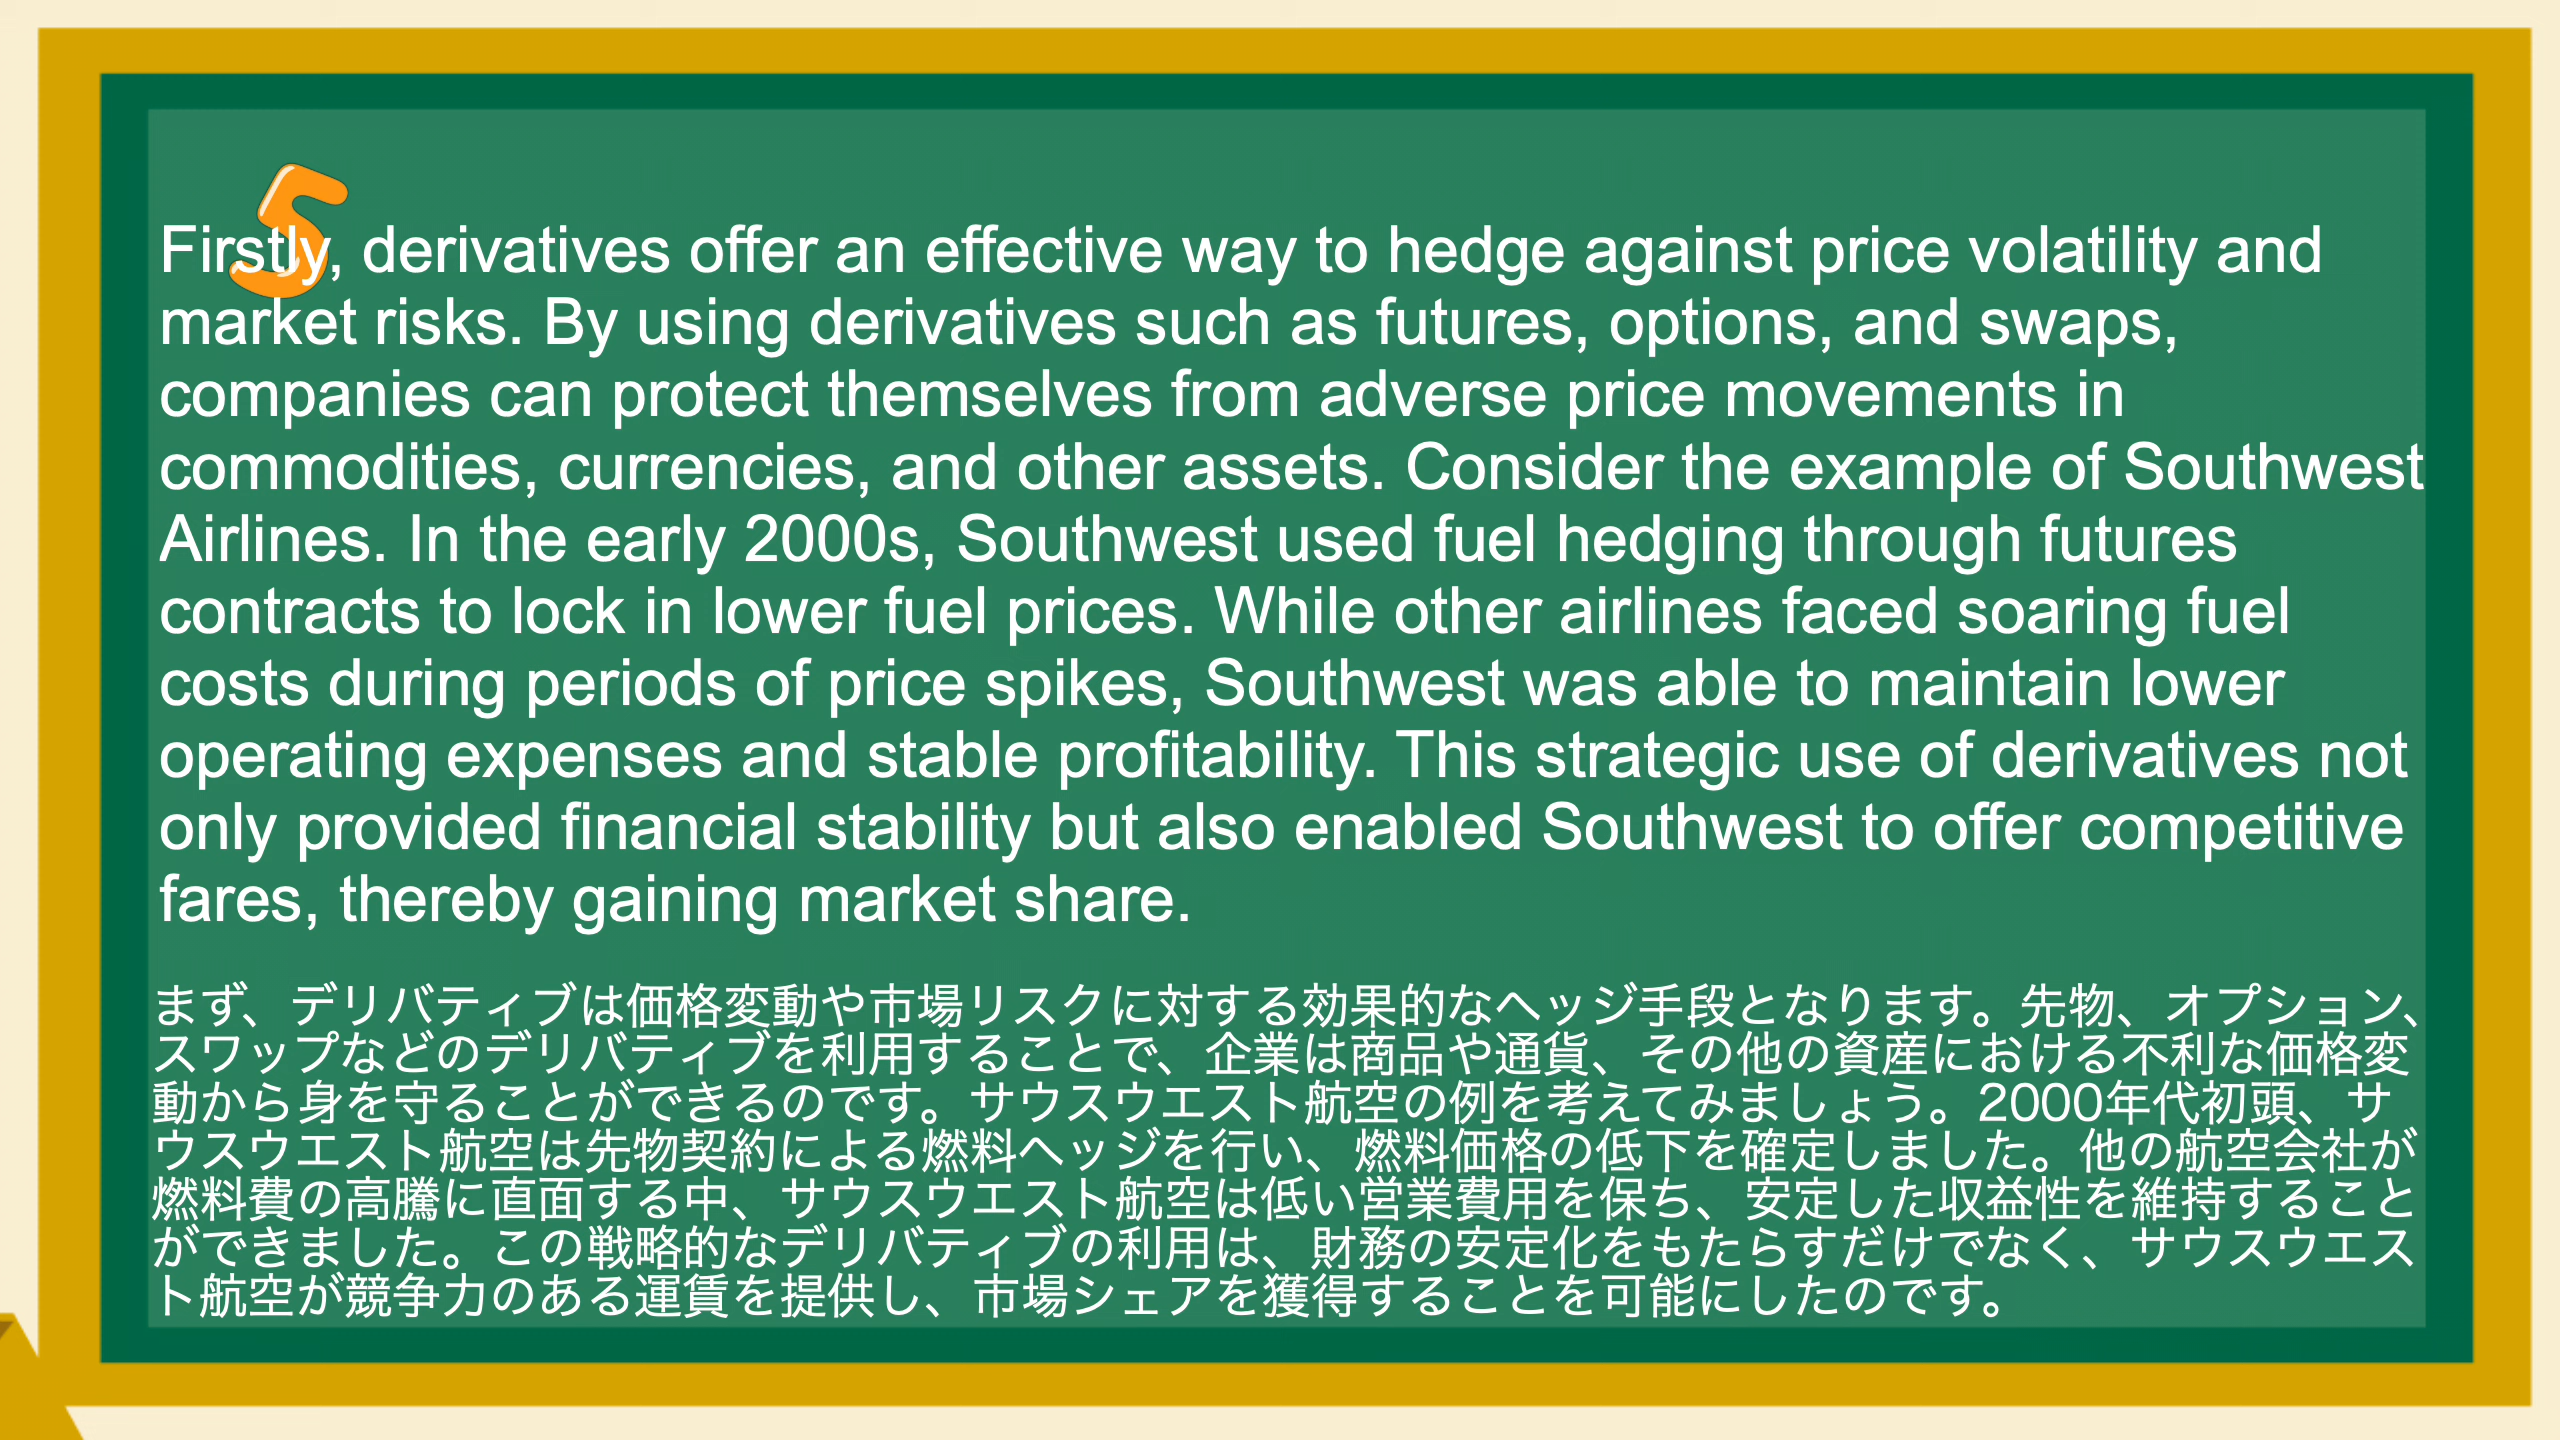 5
Firstly, derivatives offer an effective way to hedge against price volatility and
market risks. By using derivatives such as futures, options, and swaps,
companies can protect themselves from adverse price movements in
commodities, currencies, and other assets. Consider the example of Southwest
Airlines. In the early 2000s, Southwest used fuel hedging through futures
contracts to lock in lower fuel prices. While other airlines faced soaring fuel
costs during periods of price spikes, Southwest was able to maintain lower
operating expenses and stable profitability. This strategic use of derivatives not
only provided financial stability but also enabled Southwest to offer competitive
fares, thereby gaining market share.
まず、デリバティブは価格変動や市場リスクに対する効果的なヘッジ手段となります。先物、オプション、
スワップなどのデリバティブを利用することで、企業は商品や通貨、その他の資産における不利な価格変
動から身を守ることができるのです。サウスウエスト航空の例を考えてみましょう。2000年代初頭、サ
ウスウエスト航空は先物契約による燃料ヘッジを行い、燃料価格の低下を確定しました。他の航空会社が
燃料費の高騰に直面する中、サウスウエスト航空は低い営業費用を保ち、安定した収益性を維持すること
ができました。この戦略的なデリバティブの利用は、財務の安定化をもたらすだけでなく、サウスウエス
ト航空が競争力のある運賃を提供し、市場シェアを獲得することを可能にしたのです。